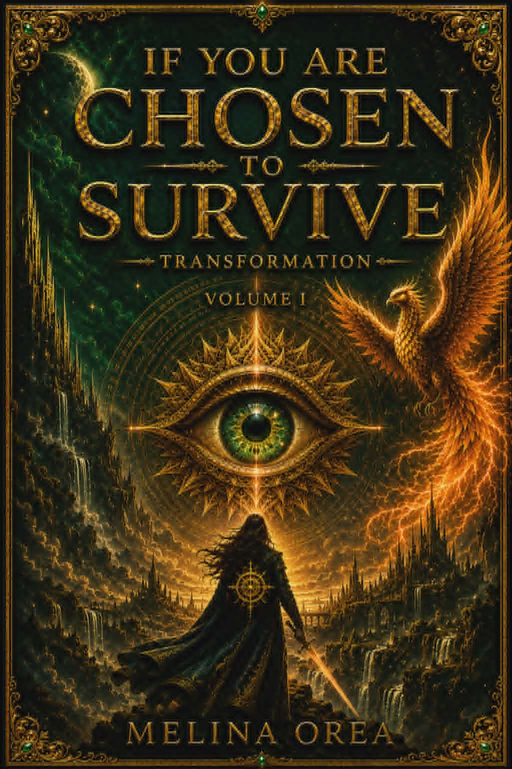 IF YOU ARE
CHOSEN
TO
SURVIVE
TRANSFORMATION
VOLUME I
MELINA OREA